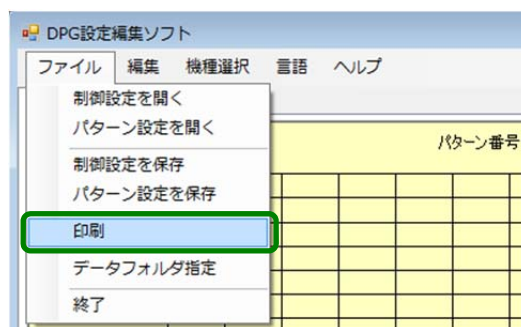 DPG設定編集ソフト
ファイル 編集 機種選択 言語 ヘルプ
制御設定を開く
パターン設定を開く
パターン番号
制御設定を保存
パターン設定を保存
印刷
データフォルダ指定
終了